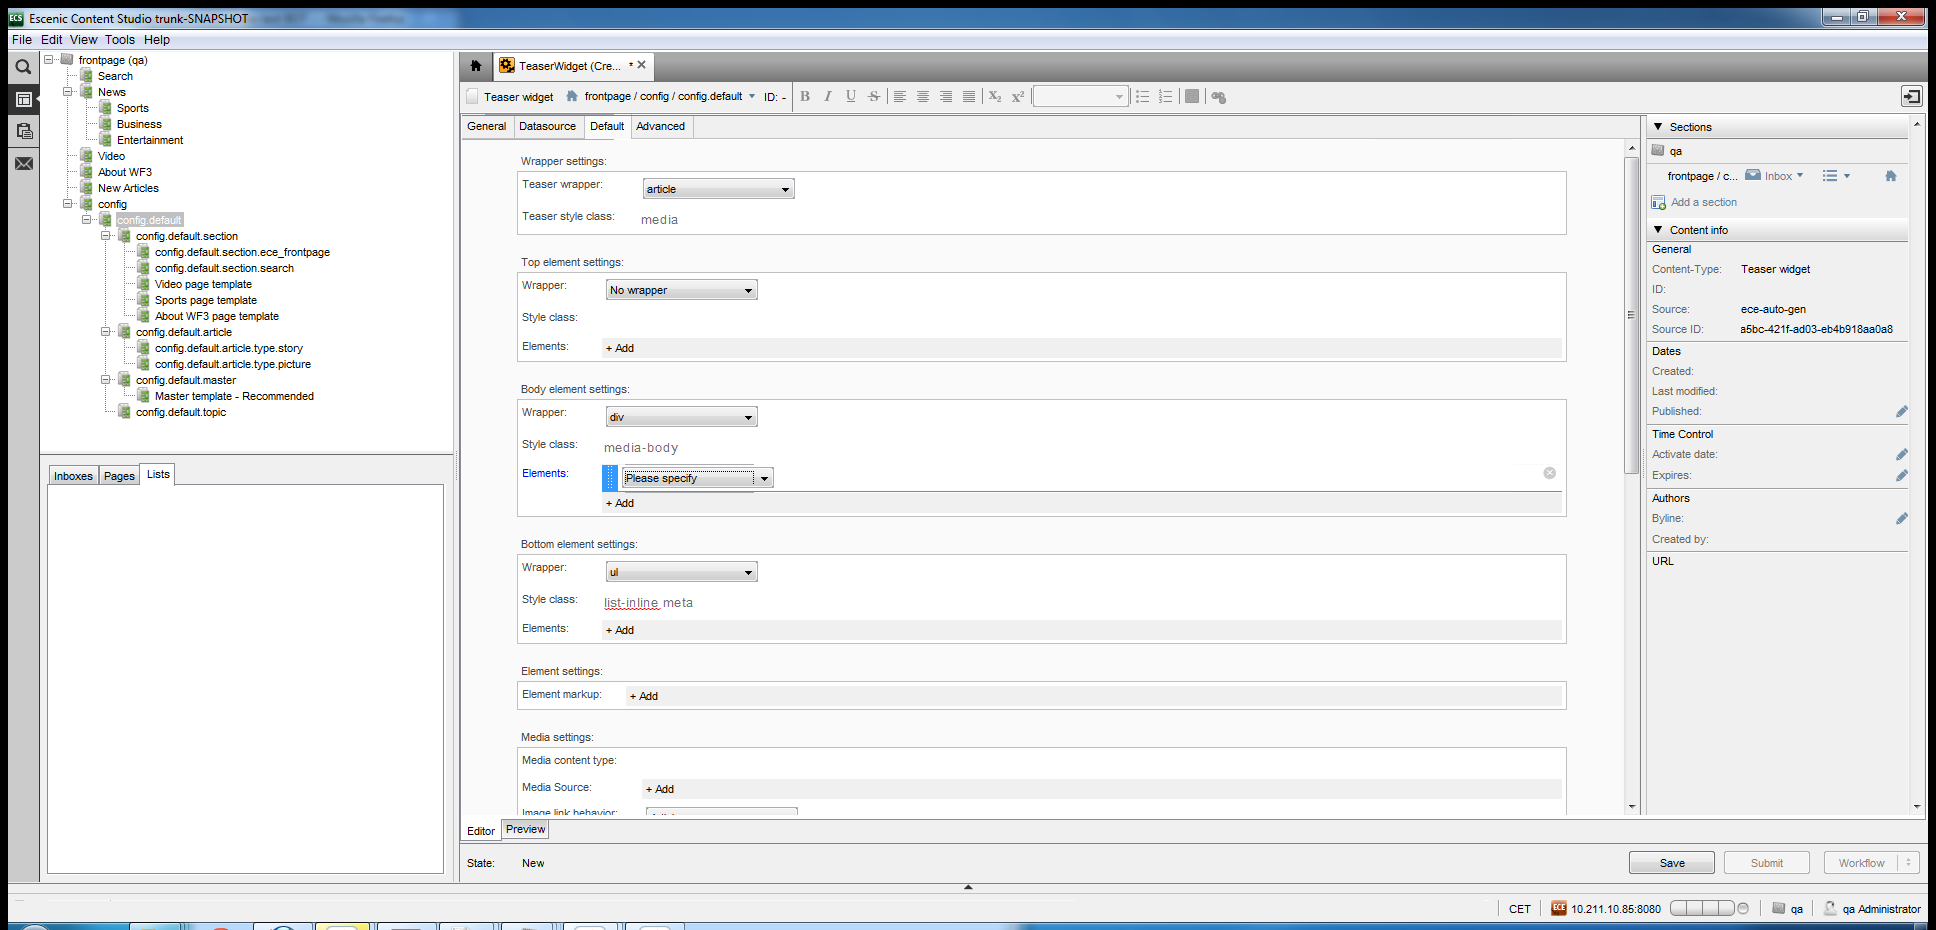 Escenic Content Studio trunk-SNAPSHOT
File Edit View Tools Help
frontpage (qa)
Search
News
Sports
Business
Entertainment
Video
About WF3
New Articles
config
config.default
config.default.section
config.default.section.ece_frontpage
config.default.section.search
Video page template
Sports page template
About WF3 page template
config.default.article
config.default.article.type.story
config.default.article.type.picture
config.default.master
Master template - Recommended
config.default.topic
Inboxes Pages Lists
TeaserWidget (Cre... *
Teaser widget frontpage / config / config.default ID: - B I U S X2 X2
General Datasource Default Advanced
Wrapper settings:
Teaser wrapper: article
Teaser style class: media
Top element settings:
Wrapper: No wrapper
Style class:
Elements: + Add
Body element settings:
Wrapper: div
Style class: media-body
Elements: Please specify
+ Add
Bottom element settings:
Wrapper: ul
Style class: list-inline meta
Elements: + Add
Element settings:
Element markup: + Add
Media settings:
Media content type:
Media Source: + Add
Image link behavior:
Editor Preview
State: New
Save Submit Workflow
Sections
qa
frontpage / c... Inbox
Add a section
Content info
General
Content-Type: Teaser widget
ID:
Source: ece-auto-gen
Source ID: a5bc-421f-ad03-eb4b918aa0a8
Dates
Created:
Last modified:
Published:
Time Control
Activate date:
Expires:
Authors
Byline:
Created by:
URL
CET ECE 10.211.10.85:8080 qa qa Administrator